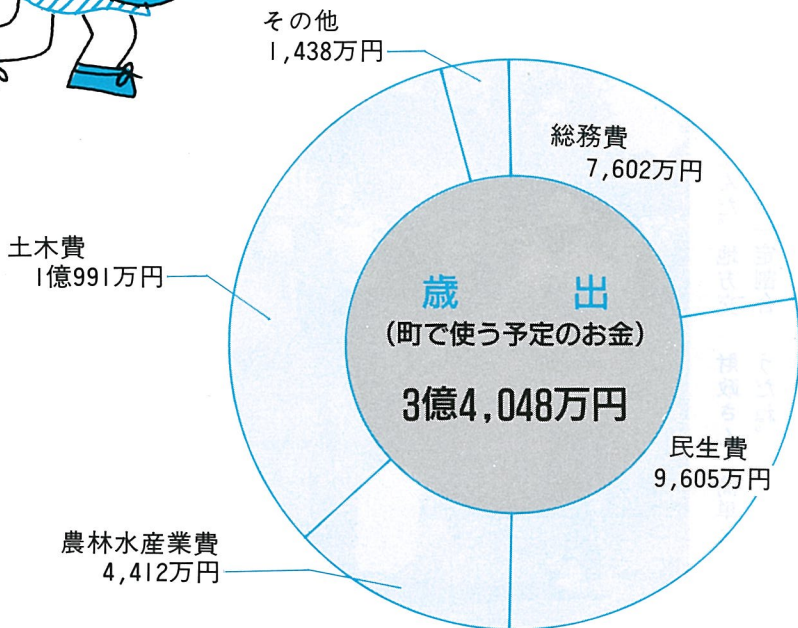 その他
1,438万円
総務費
7,602万円
土木費
1億991万円
歳出
(町で使う予定のお金)
3億4,048万円
民生費
9,605万円
農林水産業費
4,412万円